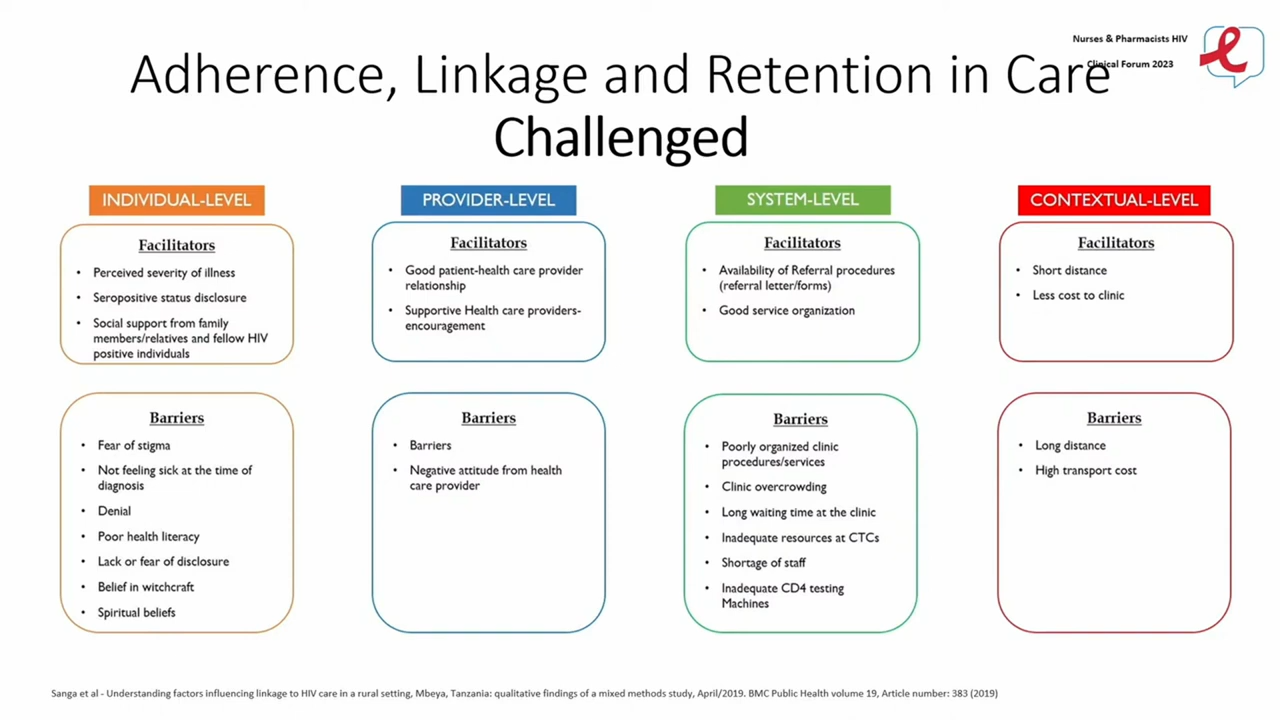 Nurses & Pharmacists HIV
Clinical Forum 2023
Adherence, Linkage and Retention in Care
Challenged
INDIVIDUAL-LEVEL
Facilitators
• Perceived severity of illness
• Seropositive status disclosure
• Social support from family
members/relatives and fellow HIV
positive individuals
Barriers
• Fear of stigma
• Not feeling sick at the time of
diagnosis
• Denial
• Poor health literacy
• Lack or fear of disclosure
• Belief in witchcraft
• Spiritual beliefs
PROVIDER-LEVEL
Facilitators
• Good patient-health care provider
relationship
• Supportive Health care providers-
encouragement
Barriers
• Barriers
• Negative attitude from health
care provider
SYSTEM-LEVEL
Facilitators
• Availability of Referral procedures
(referral letter/forms)
• Good service organization
Barriers
• Poorly organized clinic
procedures/services
• Clinic overcrowding
• Long waiting time at the clinic
• Inadequate resources at CTCs
• Shortage of staff
• Inadequate CD4 testing
Machines
CONTEXTUAL-LEVEL
Facilitators
• Short distance
• Less cost to clinic
Barriers
• Long distance
• High transport cost
Sanga et al - Understanding factors influencing linkage to HIV care in a rural setting, Mbeya, Tanzania: qualitative findings of a mixed methods study, April/2019. BMC Public Health volume 19, Article number: 383 (2019)